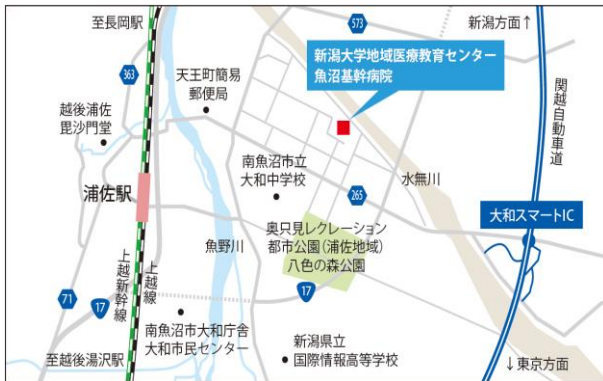 至長岡駅
573
新潟方面↑
新潟大学地域医療教育センター
魚沼基幹病院
363
天王町簡易
郵便局
関越自動車道
越後浦佐
毘沙門堂
南魚沼市立
大和中学校
265
水無川
浦佐駅
大和スマートIC
奥只見レクレーション
都市公園(浦佐地域)
八色の森公園
魚野川
上越新幹線
上越線
71
17
17
南魚沼市大和庁舎
大和市民センター
新潟県立
国際情報高等学校
至越後湯沢駅
↓東京方面